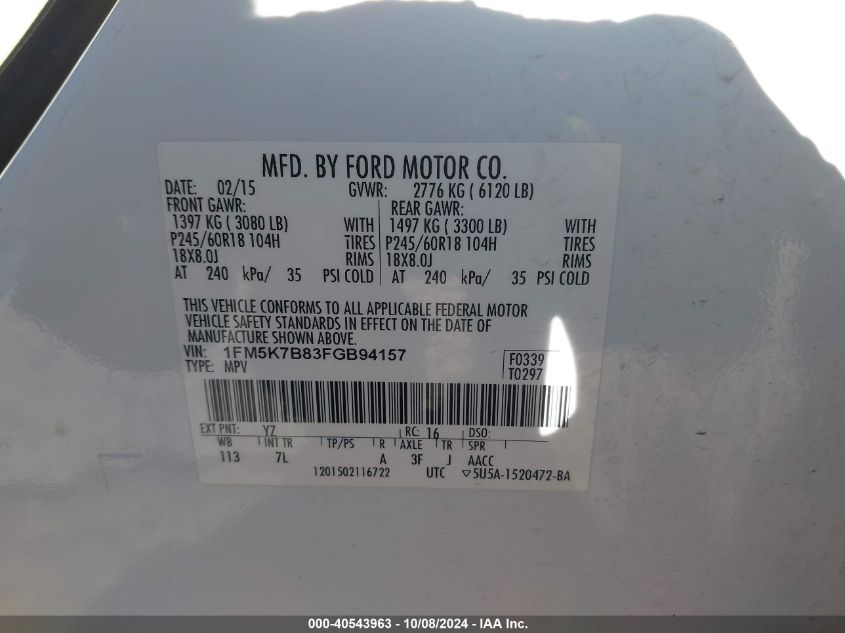 MFD. BY FORD MOTOR CO.
DATE: 02/15 GVWR: 2776 KG ( 6120 LB)
FRONT GAWR: REAR GAWR:
1397 KG ( 3080 LB) WITH 1497 KG ( 3300 LB) WITH
P245/60R18 104H TIRES P245/60R18 104H TIRES
18X8.0J RIMS 18X8.0J RIMS
AT 240 kPa/ 35 PSI COLD AT 240 kPa/ 35 PSI COLD
THIS VEHICLE CONFORMS TO ALL APPLICABLE FEDERAL MOTOR
VEHICLE SAFETY STANDARDS IN EFFECT ON THE DATE OF
MANUFACTURE SHOWN ABOVE.
VIN: 1FM5K7B83FGB94157 F0339
TYPE: MPV T0297
EXT PNT: YZ RC: 16 DSO:
WB INT TR TP/PS R AXLE TR SPR
113 7L A 3F J AACC
1201502116722 UTC ▽5U5A-1520472-BA
000-40543963 - 10/08/2024 - IAAI Inc.